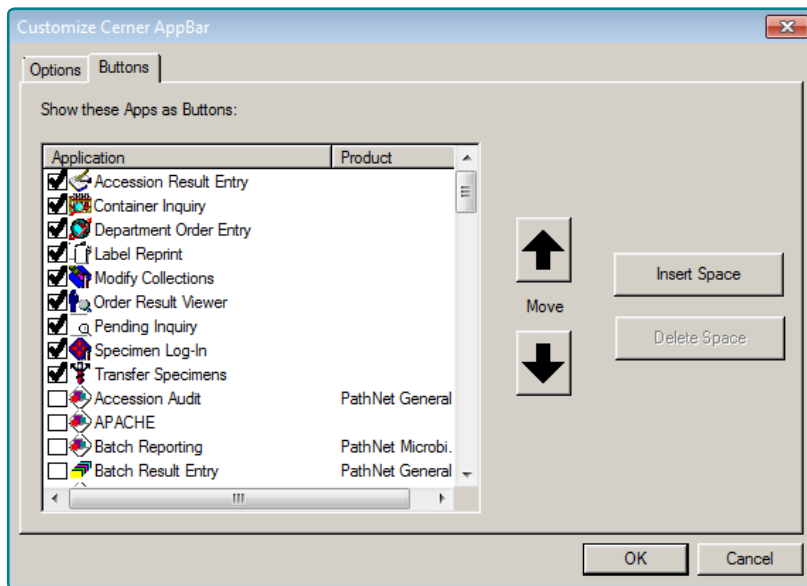 Customize Cerner AppBar
Options Buttons
Show these Apps as Buttons:
Application Product
Accession Result Entry
Container Inquiry
Department Order Entry
Label Reprint
Modify Collections
Order Result Viewer
Pending Inquiry
Specimen Log-In
Transfer Specimens
Accession Audit PathNet General
APACHE
Batch Reporting PathNet Microbi.
Batch Result Entry PathNet General
Move
Insert Space
Delete Space
OK Cancel